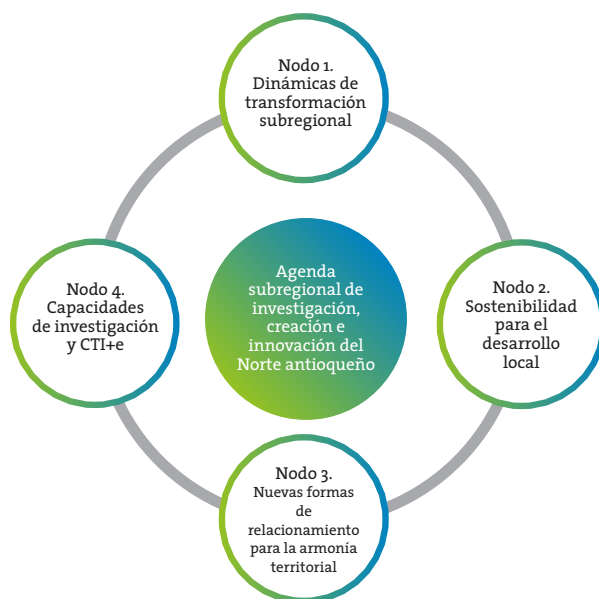 Nodo 1.
Dinámicas de
transformación
subregional
Nodo 4.
Capacidades
de investigación
y CTI+e
Agenda
subregional de
investigación,
creación e
innovación del
Norte antioqueño
Nodo 2.
Sostenibilidad
para el
desarrollo
local
Nodo 3.
Nuevas formas
de
relacionamiento
para la armonía
territorial